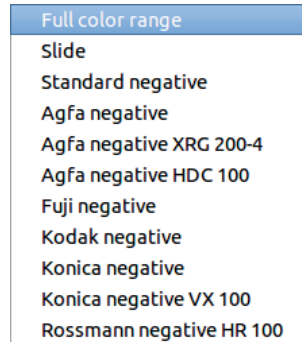 Full color range
Slide
Standard negative
Agfa negative
Agfa negative XRG 200-4
Agfa negative HDC 100
Fuji negative
Kodak negative
Konica negative
Konica negative VX 100
Rossmann negative HR 100